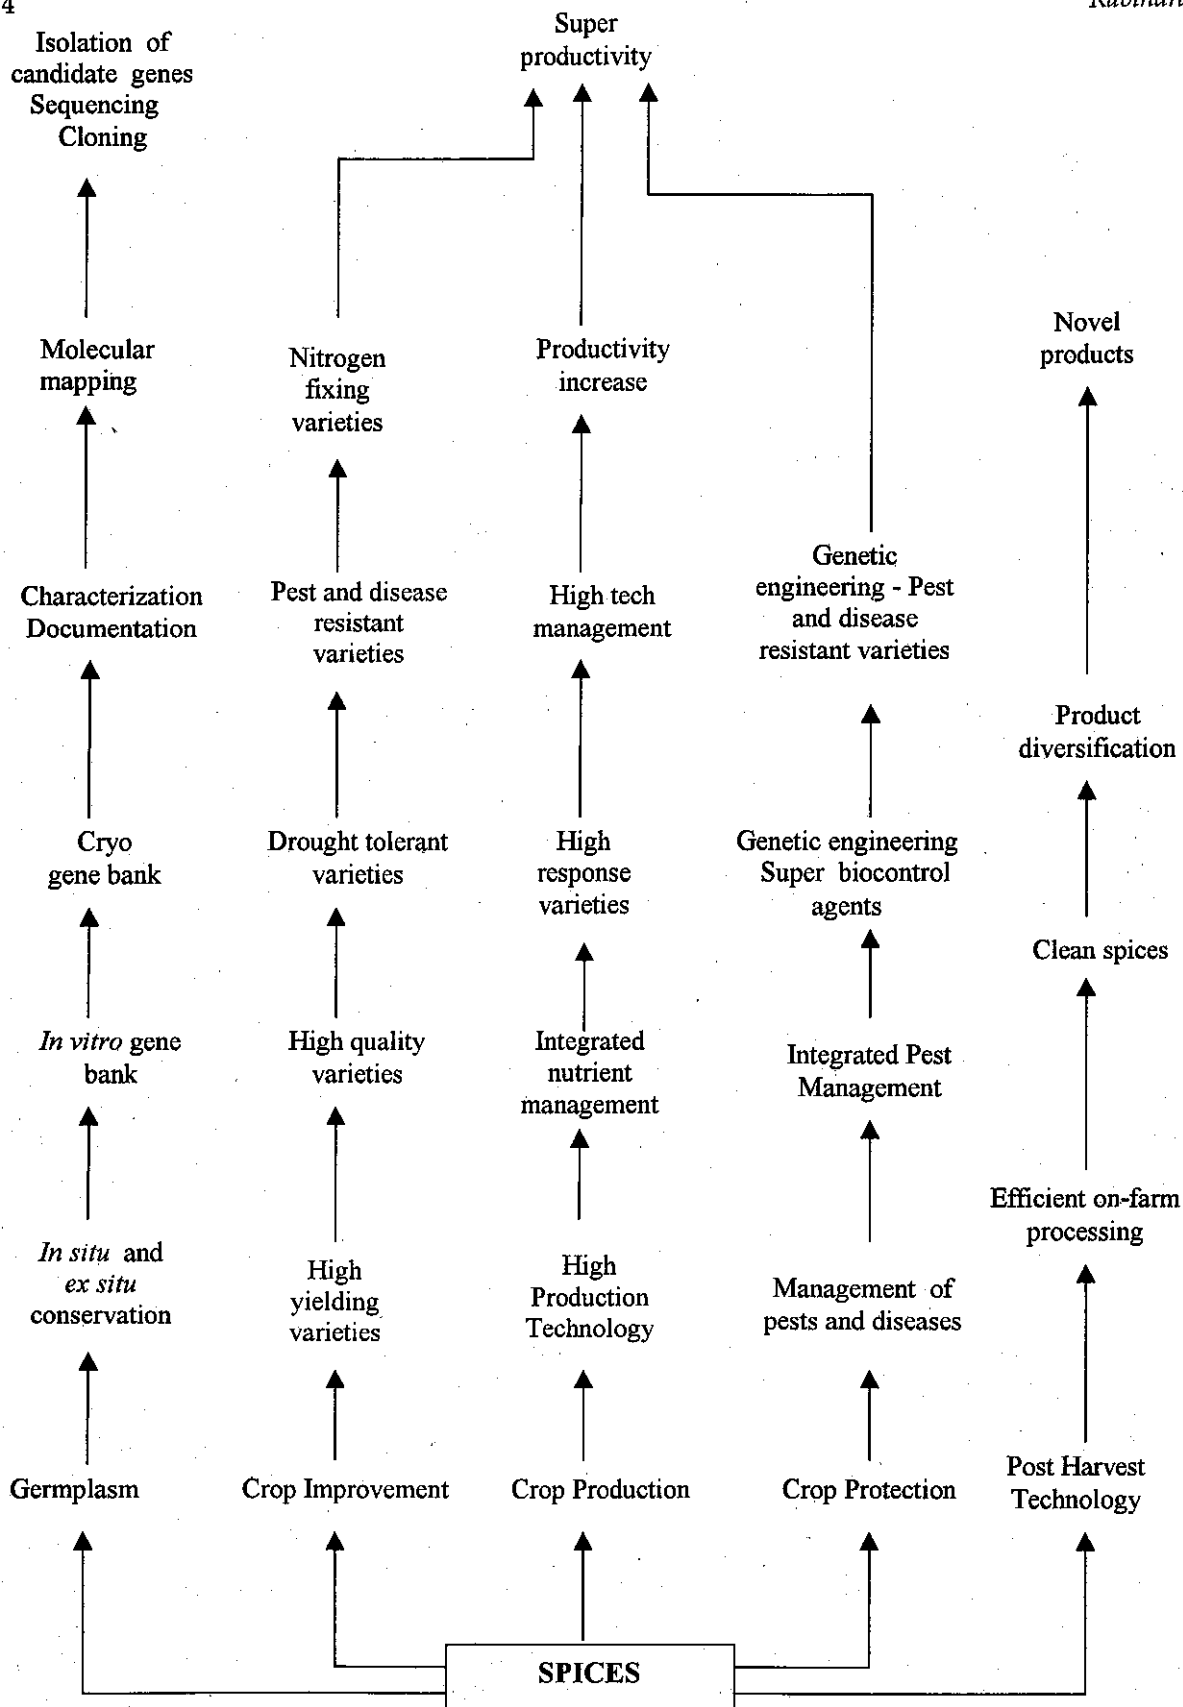 4
Isolation of
candidate genes
Sequencing
Cloning
Molecular
mapping
Characterization
Documentation
Cryo
gene bank
In vitro gene
bank
In situ and
ex situ
conservation
Germplasm
Super
productivity
Nitrogen
fixing
varieties
Pest and disease
resistant
varieties
Drought tolerant
varieties
High quality
varieties
High
yielding
varieties
Crop Improvement
Productivity
increase
High tech
management
High
response
varieties
Integrated
nutrient
management
High
Production
Technology
Crop Production
Genetic
engineering - Pest
and disease
resistant varieties
Genetic engineering
Super biocontrol
agents
Integrated Pest
Management
Management of
pests and diseases
Crop Protection
Novel
products
Product
diversification
Clean spices
Efficient on-farm
processing
Post Harvest
Technology
SPICES